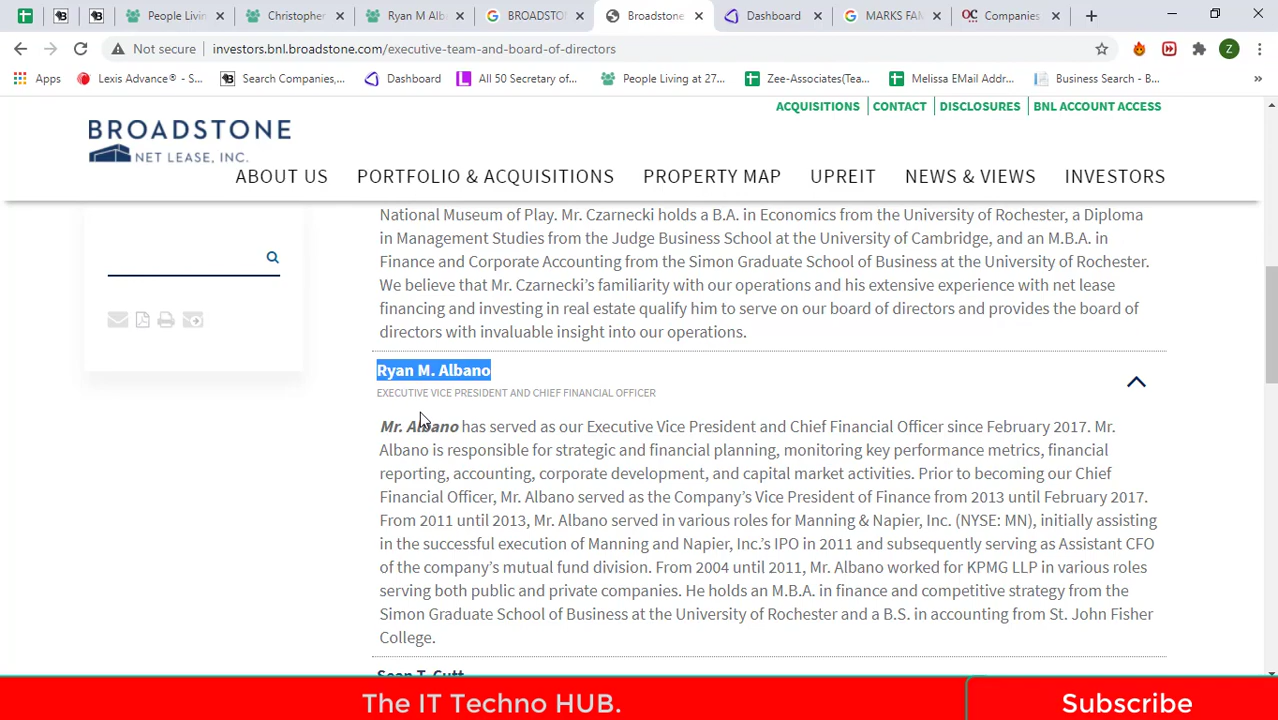 People Livin
Christopher
Ryan M Alb
BROADSTO
Broadstone
Dashboard
MARKS FAM
Companies
Not secure
investors.bnl.broadstone.com/executive-team-and-board-of-directors
Z
Apps
Lexis Advance® - S...
Search Companies,...
Dashboard
All 50 Secretary of...
People Living at 27...
Zee-Associates(Tea...
Melissa EMail Addr...
Business Search - B...
»
ACQUISITIONS
CONTACT
DISCLOSURES
BNL ACCOUNT ACCESS
BROADSTONE
NET LEASE, INC.
ABOUT US
PORTFOLIO & ACQUISITIONS
PROPERTY MAP
UPREIT
NEWS & VIEWS
INVESTORS
National Museum of Play. Mr. Czarnecki holds a B.A. in Economics from the University of Rochester, a Diploma
in Management Studies from the Judge Business School at the University of Cambridge, and an M.B.A. in
Finance and Corporate Accounting from the Simon Graduate School of Business at the University of Rochester.
We believe that Mr. Czarnecki's familiarity with our operations and his extensive experience with net lease
financing and investing in real estate qualify him to serve on our board of directors and provides the board of
directors with invaluable insight into our operations.
Ryan M. Albano
EXECUTIVE VICE PRESIDENT AND CHIEF FINANCIAL OFFICER
Mr. Albano has served as our Executive Vice President and Chief Financial Officer since February 2017. Mr.
Albano is responsible for strategic and financial planning, monitoring key performance metrics, financial
reporting, accounting, corporate development, and capital market activities. Prior to becoming our Chief
Financial Officer, Mr. Albano served as the Company's Vice President of Finance from 2013 until February 2017.
From 2011 until 2013, Mr. Albano served in various roles for Manning & Napier, Inc. (NYSE: MN), initially assisting
in the successful execution of Manning and Napier, Inc.'s IPO in 2011 and subsequently serving as Assistant CFO
of the company's mutual fund division. From 2004 until 2011, Mr. Albano worked for KPMG LLP in various roles
serving both public and private companies. He holds an M.B.A. in finance and competitive strategy from the
Simon Graduate School of Business at the University of Rochester and a B.S. in accounting from St. John Fisher
College.
Sean T. Cutt
The IT Techno HUB.
Subscribe